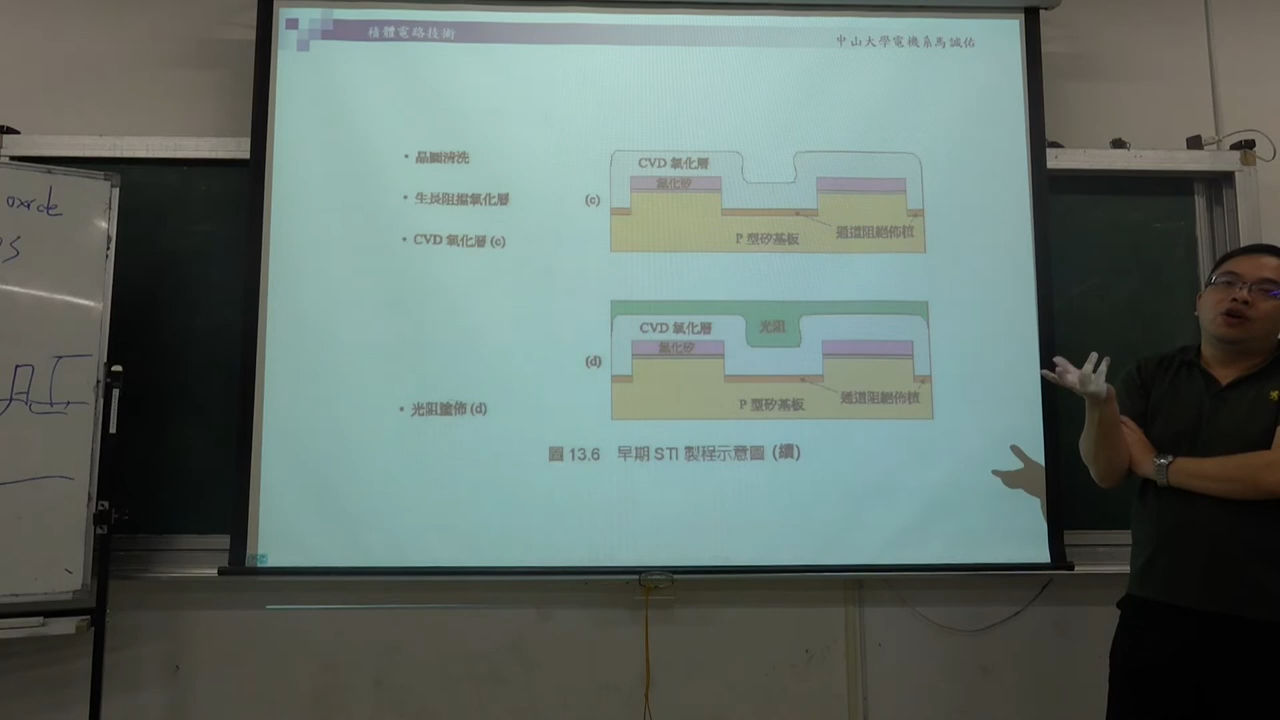 積體電路技術
中山大學電機系馬誠佑
• 晶圓清洗
• 生長阻擋氧化層
• CVD 氧化層 (c)
(c)
CVD 氧化層
氮化矽
P 型矽基板
通道阻絕佈植
• 光阻塗佈 (d)
(d)
CVD 氧化層
光阻
氮化矽
P 型矽基板
通道阻絕佈植
圖 13.6 早期 STI 製程示意圖 (續)
oxide